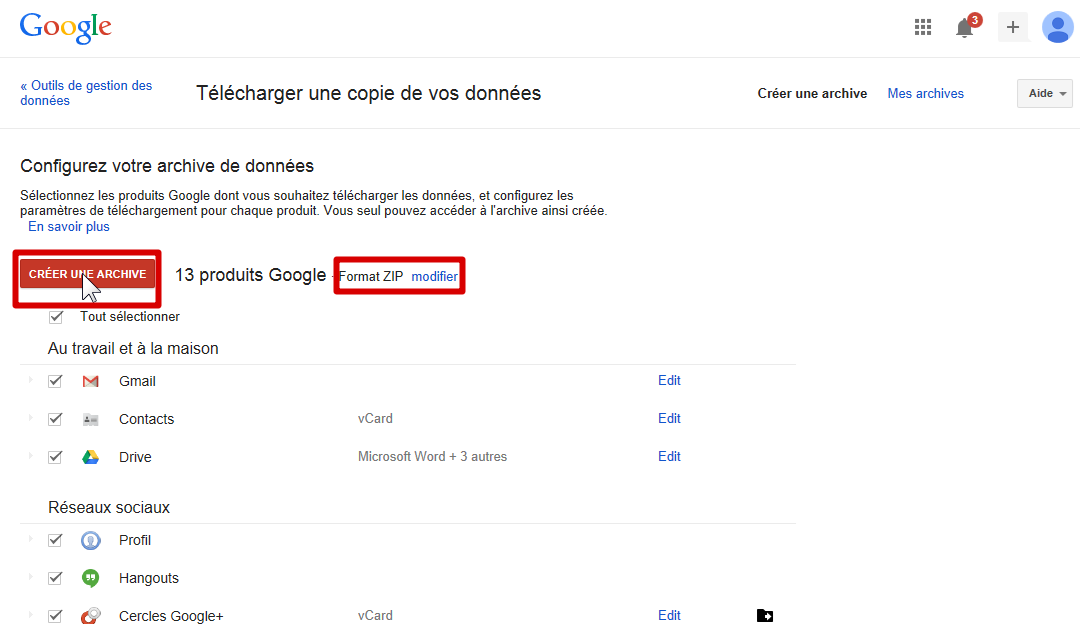 Google
3
+
« Outils de gestion des
données
Télécharger une copie de vos données
Créer une archive
Mes archives
Aide
Configurez votre archive de données
Sélectionnez les produits Google dont vous souhaitez télécharger les données, et configurez les
paramètres de téléchargement pour chaque produit. Vous seul pouvez accéder à l'archive ainsi créée.
En savoir plus
CRÉER UNE ARCHIVE
13 produits Google - Format ZIP modifier
Tout sélectionner
Au travail et à la maison
Gmail Edit
Contacts vCard Edit
Drive Microsoft Word + 3 autres Edit
Réseaux sociaux
Profil
Hangouts
Cercles Google+ vCard Edit